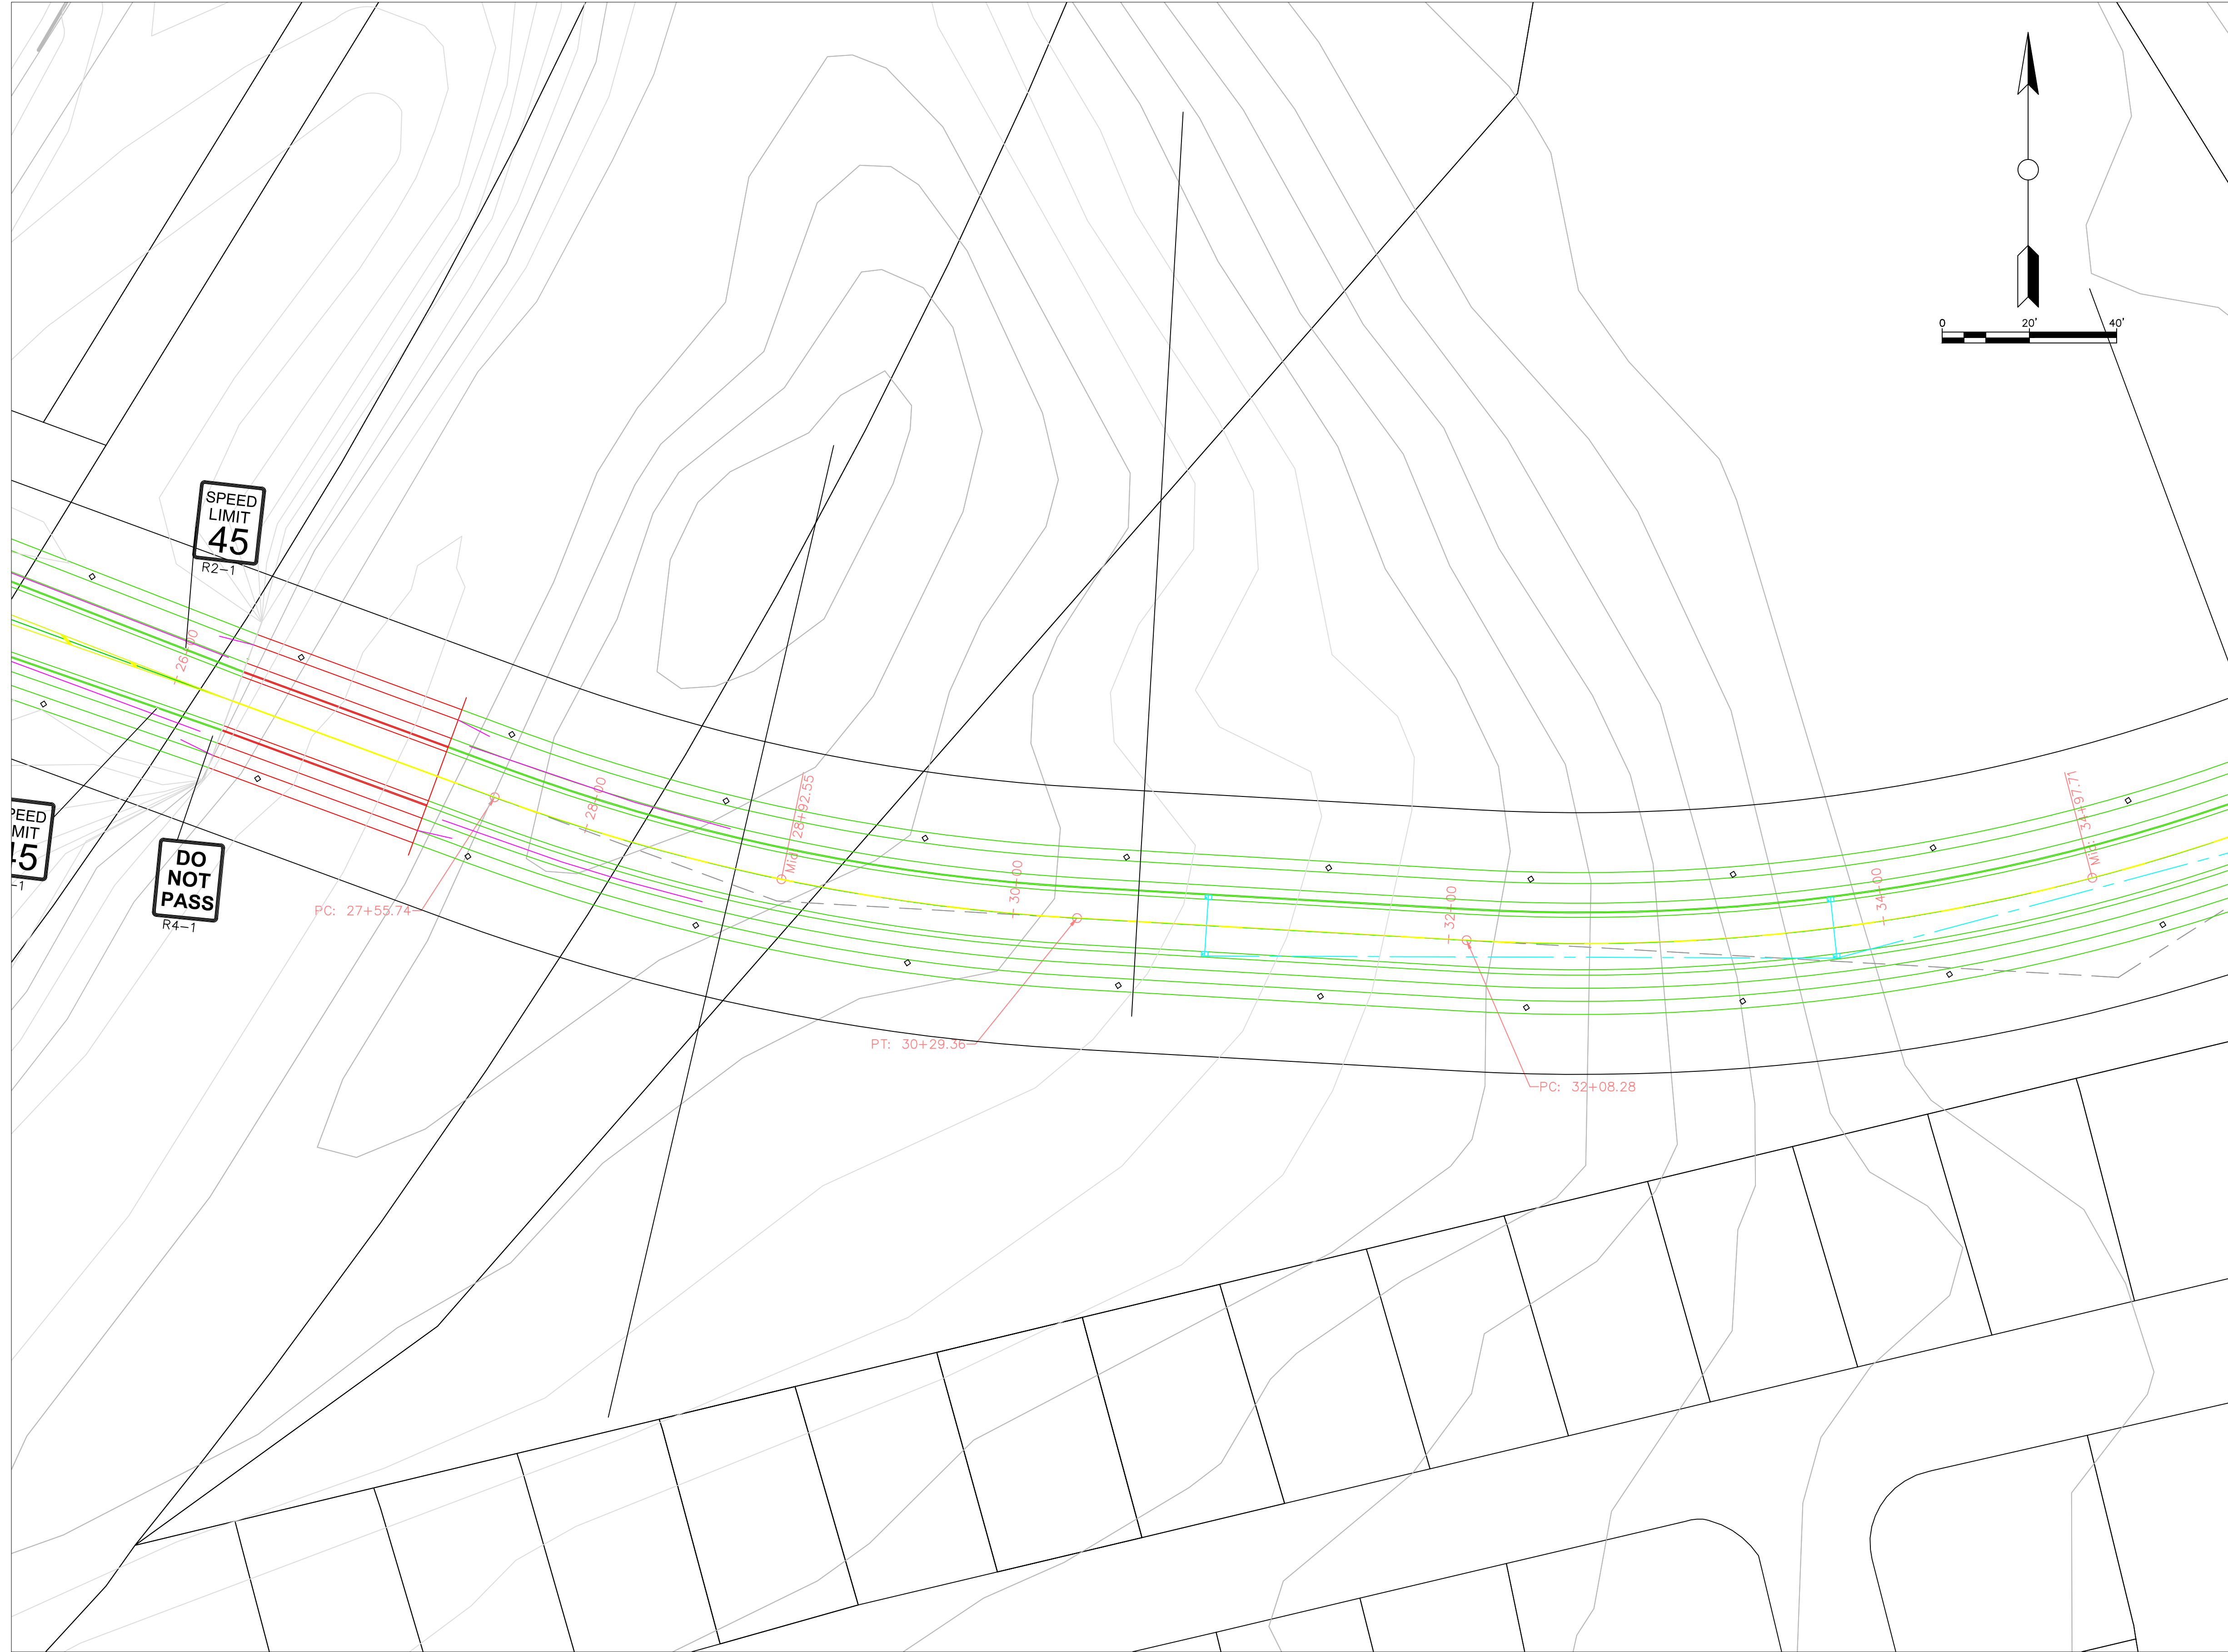 0 20' 40'
SPEED
LIMIT
45
R2-1
26+00
PEED
MIT
45
-1
DO
NOT
PASS
R4-1
PC: 27+55.74
28+00
Mid: 28+92.55
30+00
PT: 30+29.36
32+00
PC: 32+08.28
34+00
Mid: 34+97.71